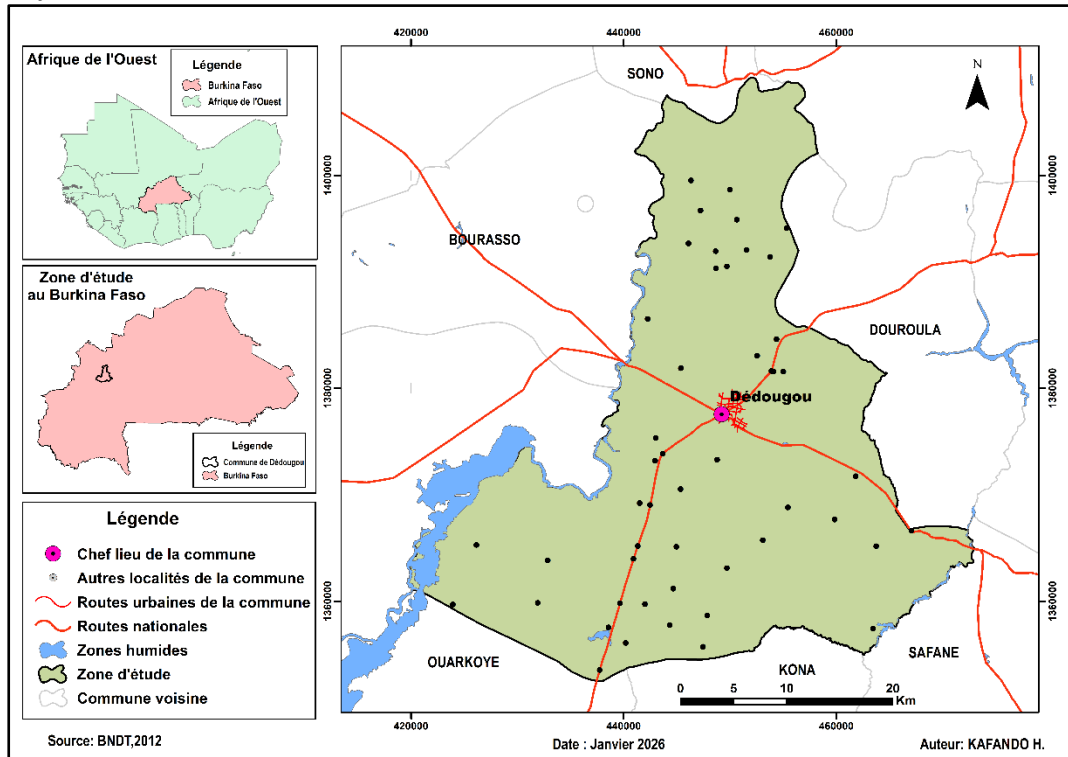 Afrique de l'Ouest
Légende
Burkina Faso
Afrique de l'Ouest
Zone d'étude
au Burkina Faso
Légende
Commune de Dédougou
Burkina Faso
Légende
Chef lieu de la commune
Autres localités de la commune
Routes urbaines de la commune
Routes nationales
Zones humides
Zone d'étude
Commune voisine
420000
440000
460000
N
SONO
1400000
1400000
BOURASSO
DOUROULA
1380000
1380000
Dédougou
1360000
1360000
OUARKOYE
KONA
SAFANE
0 5 10 20
Km
420000
440000
460000
Source: BNDT,2012
Date : Janvier 2026
Auteur: KAFANDO H.